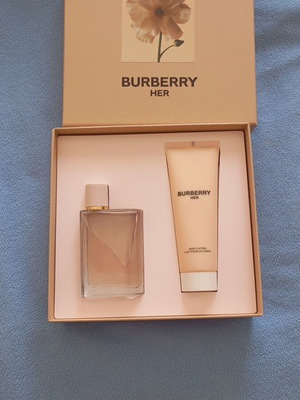 BURBERRY
HER
BURBERRY
HER
BODY LOTION
LAIT POUR LE CORPS